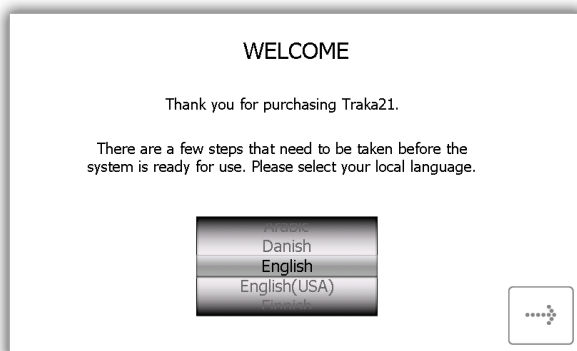 WELCOME
Thank you for purchasing Traka21.
There are a few steps that need to be taken before the
system is ready for use. Please select your local language.
Arabic
Danish
English
English(USA)
Finnish